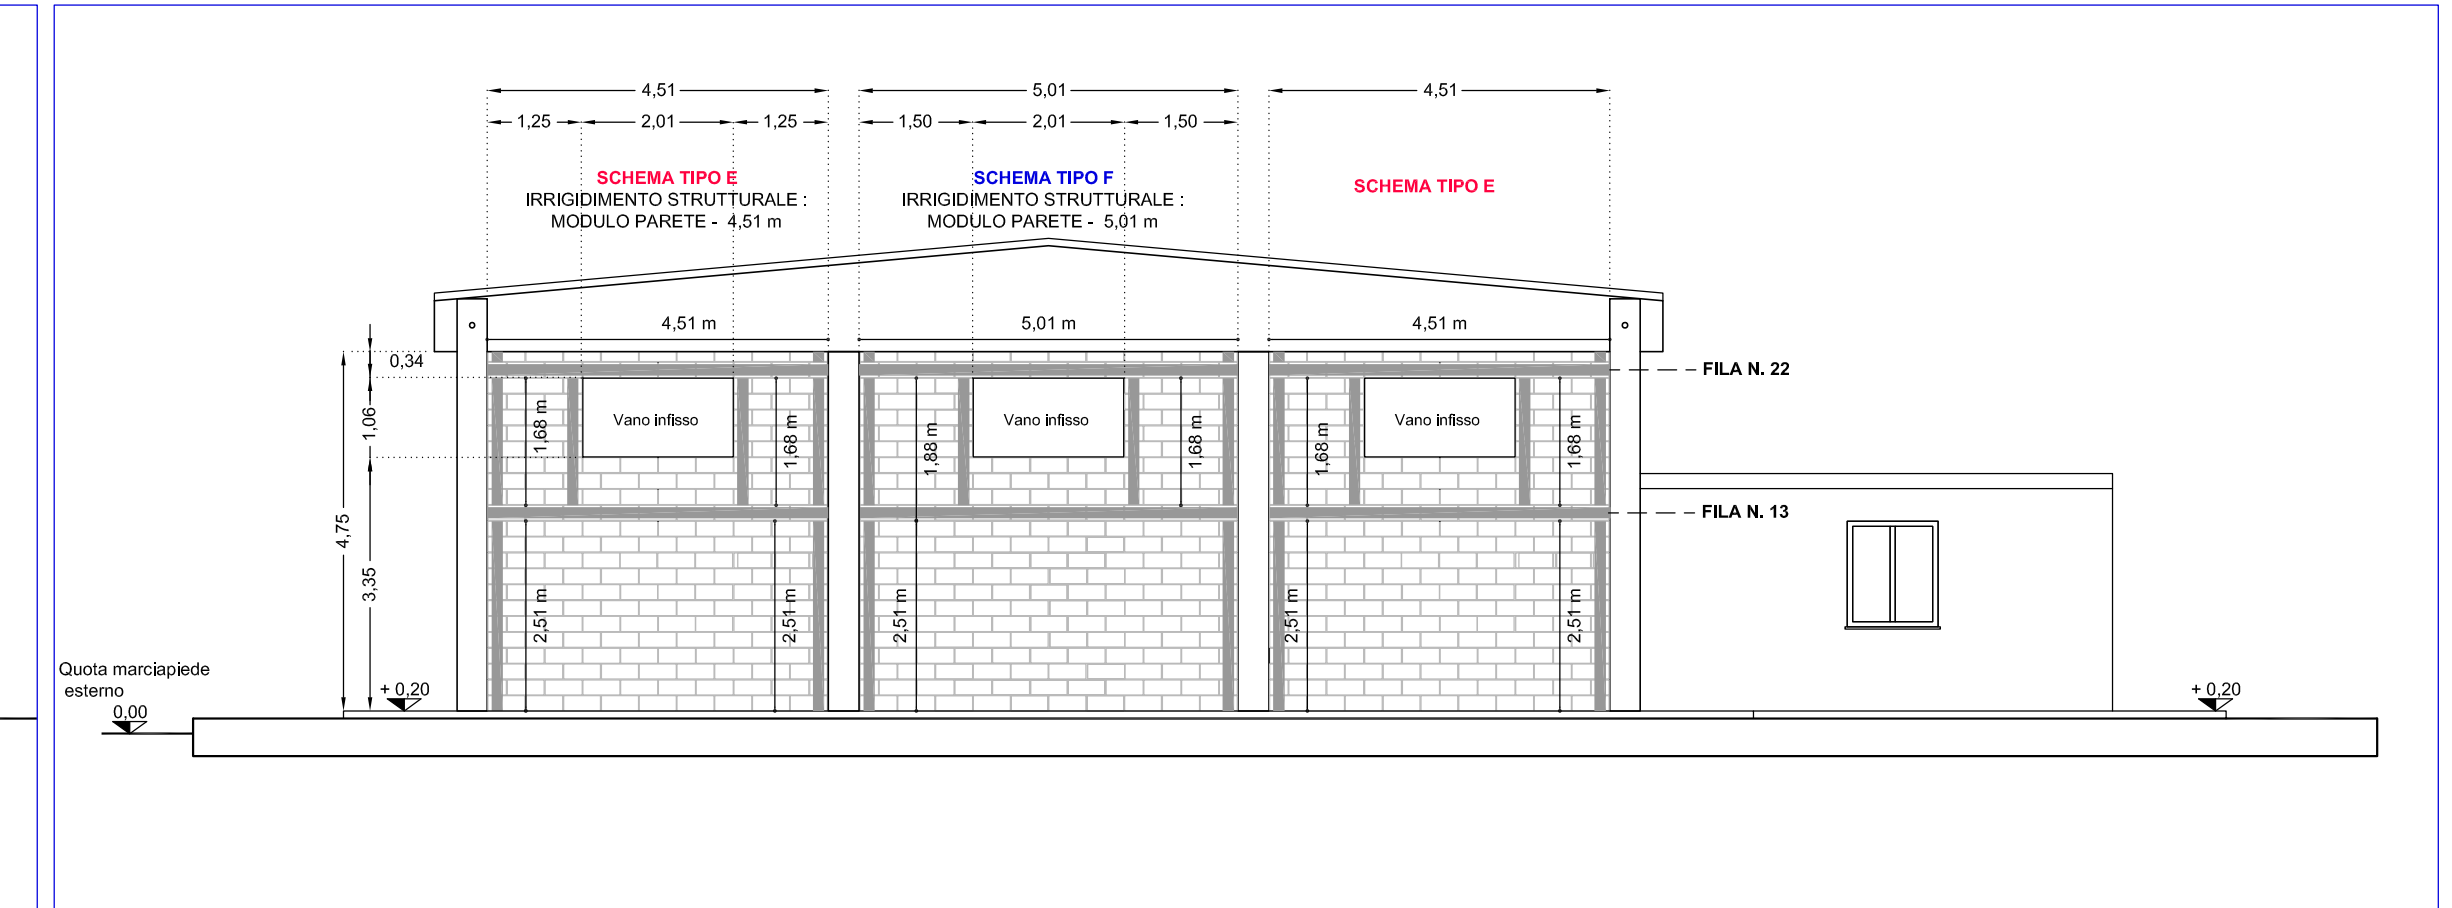 4,51
5,01
4,51
1,25
2,01
1,25
1,50
2,01
1,50
SCHEMA TIPO E
IRRIGIDIMENTO STRUTTURALE :
MODULO PARETE - 4,51 m
SCHEMA TIPO F
IRRIGIDIMENTO STRUTTURALE :
MODULO PARETE - 5,01 m
SCHEMA TIPO E
4,51 m
5,01 m
4,51 m
0,34
FILA N. 22
1,06
1,68 m
Vano infisso
1,68 m
1,88 m
Vano infisso
1,68 m
1,68 m
Vano infisso
1,68 m
FILA N. 13
4,75
3,35
2,51 m
2,51 m
2,51 m
2,51 m
2,51 m
Quota marciapiede
esterno
0,00
+ 0,20
+ 0,20